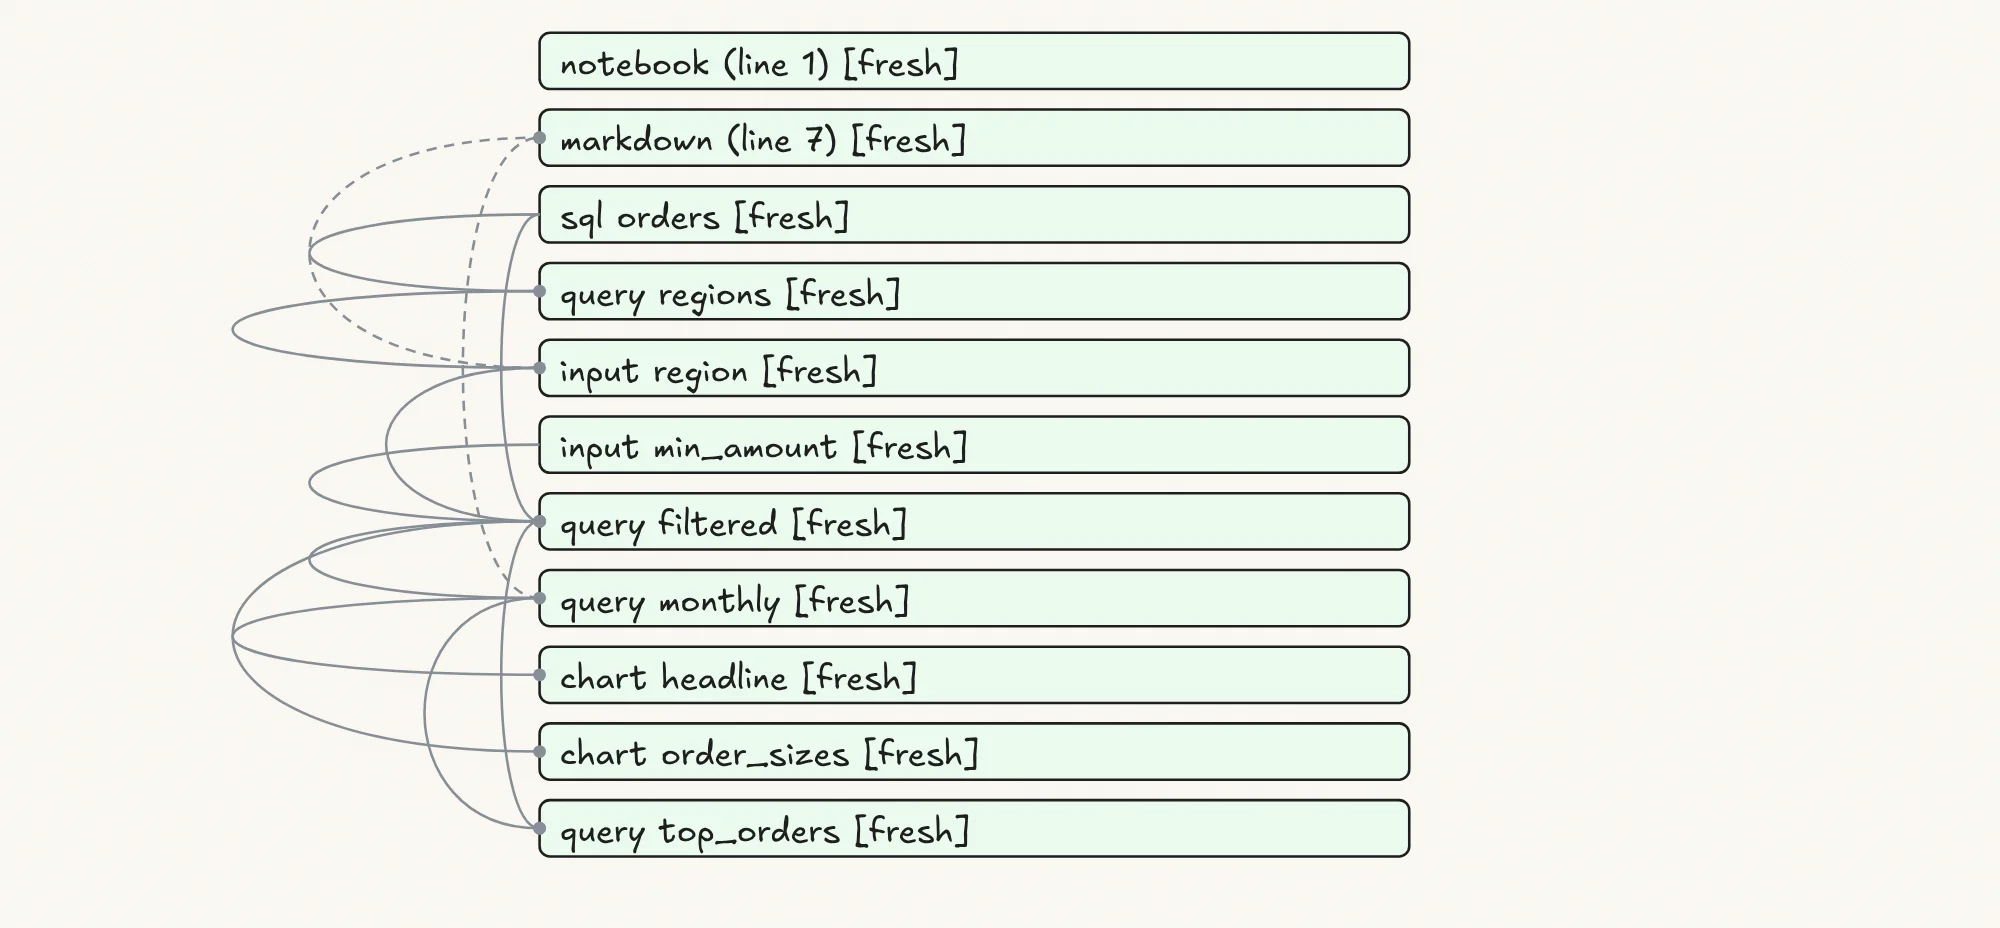 notebook (line 1) [fresh]
markdown (line 7) [fresh]
sql orders [fresh]
query regions [fresh]
input region [fresh]
input min_amount [fresh]
query filtered [fresh]
query monthly [fresh]
chart headline [fresh]
chart order_sizes [fresh]
query top_orders [fresh]